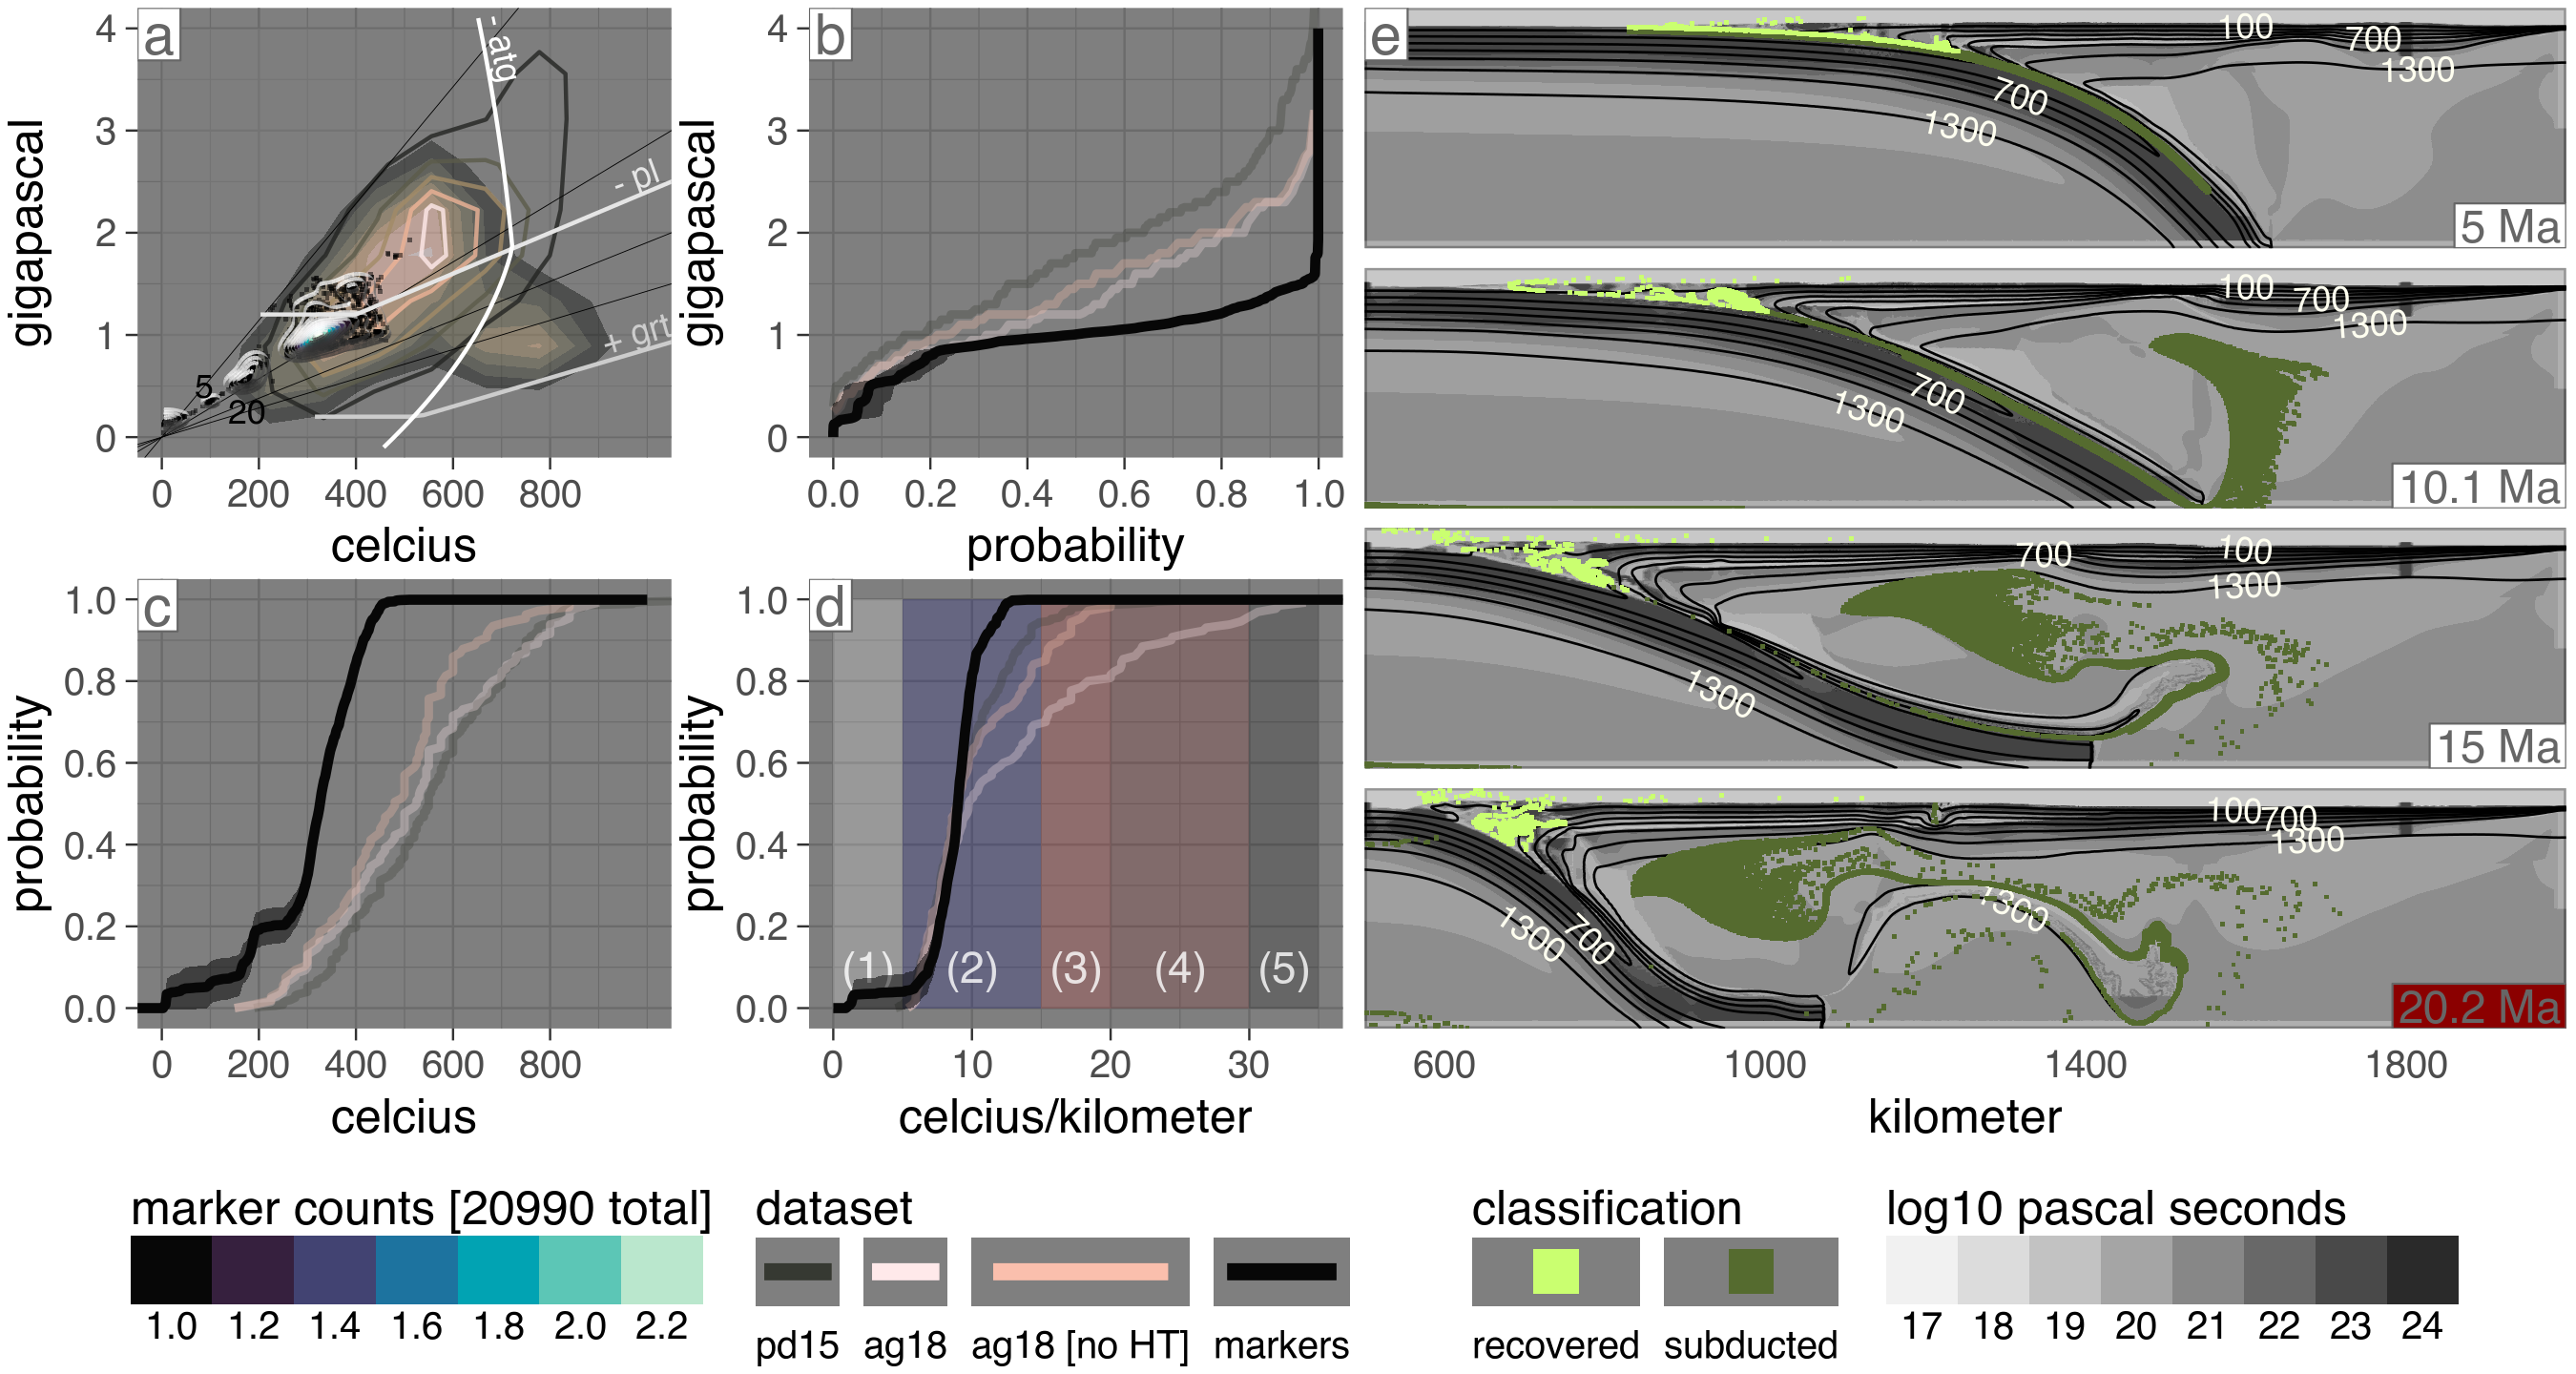 a
4
3
2
1
0
gigapascal
- atg
- pl
+ grt
5
20
0
200
400
600
800
celcius
b
4
3
2
1
0
gigapascal
0.0
0.2
0.4
0.6
0.8
1.0
probability
c
1.0
0.8
0.6
0.4
0.2
0.0
probability
0
200
400
600
800
celcius
d
1.0
0.8
0.6
0.4
0.2
0.0
probability
(1)
(2)
(3)
(4)
(5)
0
10
20
30
celcius/kilometer
e
100
700
1300
700
1300
5 Ma
100
700
1300
700
1300
10.1 Ma
700
100
1300
1300
15 Ma
100
700
1300
1300
700
1300
20.2 Ma
600
1000
1400
1800
kilometer
marker counts [20990 total]
1.0
1.2
1.4
1.6
1.8
2.0
2.2
dataset
pd15
ag18
ag18 [no HT]
markers
classification
recovered
subducted
log10 pascal seconds
17
18
19
20
21
22
23
24